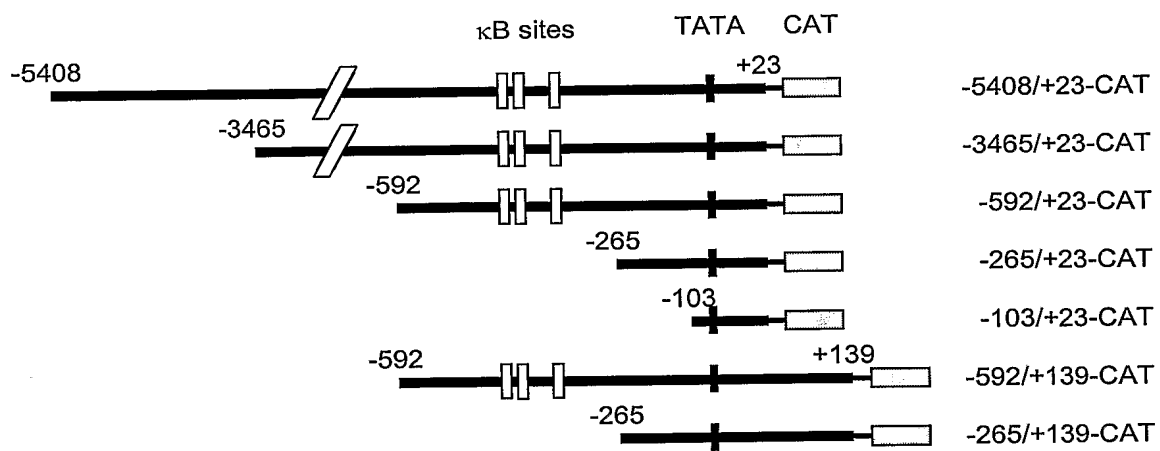 κB sites TATA CAT
-5408 +23 -5408/+23-CAT
-3465 -3465/+23-CAT
-592 -592/+23-CAT
-265 -265/+23-CAT
-103 -103/+23-CAT
-592 +139 -592/+139-CAT
-265 -265/+139-CAT